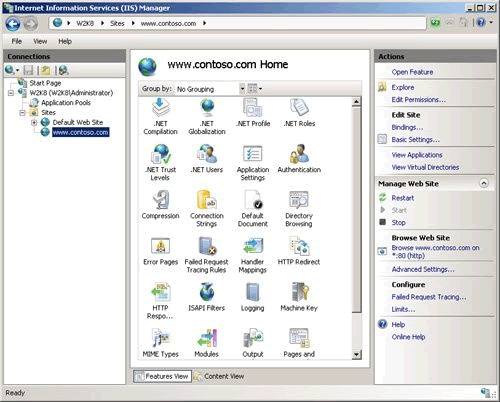 Internet Information Services (IIS) Manager
W2K8 Sites www.contoso.com
File View Help
Connections
Start Page
W2K8 (W2K8\Administrator)
Application Pools
Sites
Default Web Site
www.contoso.com
www.contoso.com Home
Group by: No Grouping
.NET Compilation
.NET Globalization
.NET Profile
.NET Roles
.NET Trust Levels
.NET Users
Application Settings
Authentication
Compression
Connection Strings
Default Document
Directory Browsing
Error Pages
Failed Request Tracing Rules
Handler Mappings
HTTP Redirect
HTTP Respo...
ISAPI Filters
Logging
Machine Key
MIME Types
Modules
Output
Pages and
Features View
Content View
Actions
Open Feature
Explore
Edit Permissions...
Edit Site
Bindings...
Basic Settings...
View Applications
View Virtual Directories
Manage Web Site
Restart
Start
Stop
Browse Web Site
Browse www.contoso.com on
*:80 (http)
Advanced Settings...
Configure
Failed Request Tracing...
Limits...
Help
Online Help
Ready